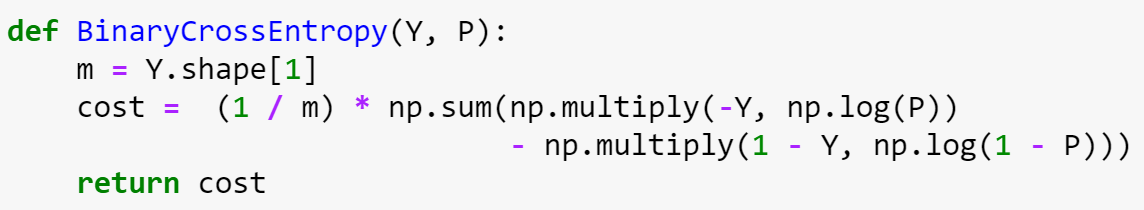 def BinaryCrossEntropy(Y, P):
    m = Y.shape[1]
    cost =  (1 / m) * np.sum(np.multiply(-Y, np.log(P))
                             - np.multiply(1 - Y, np.log(1 - P)))
    return cost